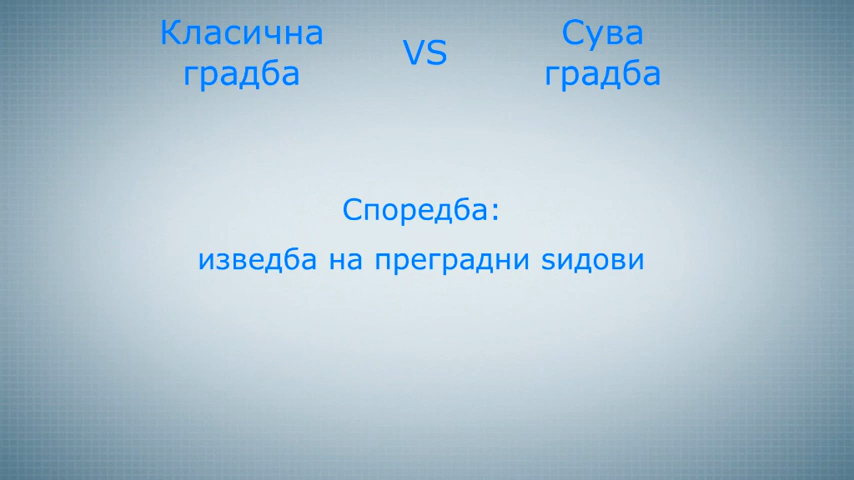 Класична
градба
VS
Сува
градба
Споредба:
изведба на преградни ѕидови